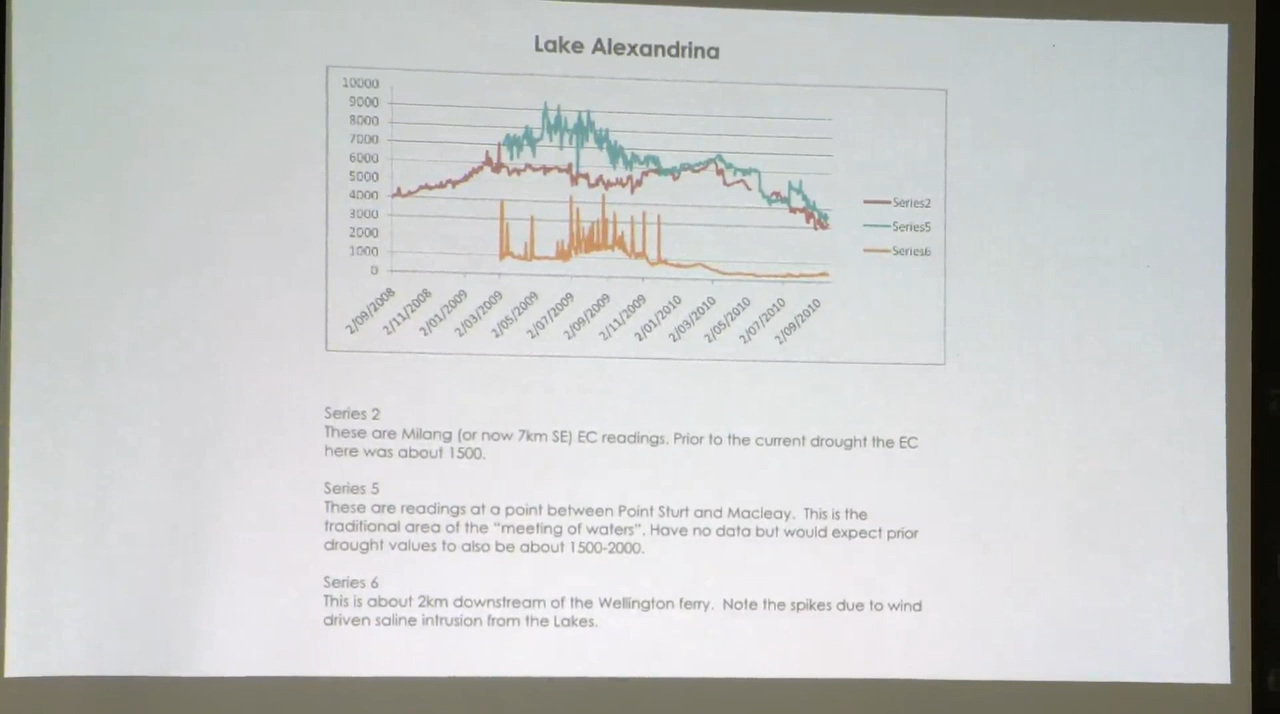 Lake Alexandrina
10000
9000
8000
7000
6000
5000
4000
3000
2000
1000
0
2/09/2008
2/11/2008
2/01/2009
2/03/2009
2/05/2009
2/07/2009
2/09/2009
2/11/2009
2/01/2010
2/03/2010
2/05/2010
2/07/2010
2/09/2010
Series2
Series5
Series6
Series 2
These are Milang (or now 7km SE) EC readings. Prior to the current drought the EC
here was about 1500.
Series 5
These are readings at a point between Point Sturt and Macleay. This is the
traditional area of the "meeting of waters". Have no data but would expect prior
drought values to also be about 1500-2000.
Series 6
This is about 2km downstream of the Wellington ferry. Note the spikes due to wind
driven saline intrusion from the Lakes.